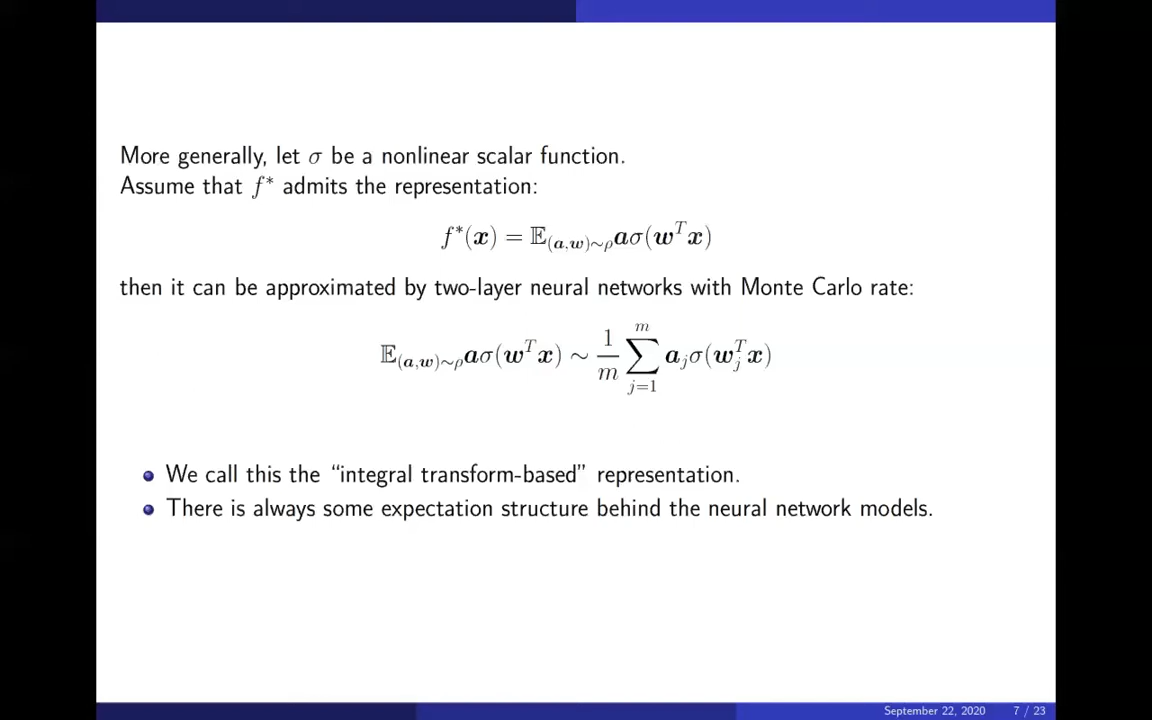 More generally, let σ be a nonlinear scalar function.
Assume that f* admits the representation:
f*(x) = 𝔼_{(a,w)∼ρ} aσ(w^T x)
then it can be approximated by two-layer neural networks with Monte Carlo rate:
𝔼_{(a,w)∼ρ} aσ(w^T x) ∼ \frac{1}{m} \sum_{j=1}^{m} a_j σ(w_j^T x)
• We call this the “integral transform-based” representation.
• There is always some expectation structure behind the neural network models.
September 22, 2020 7 / 23